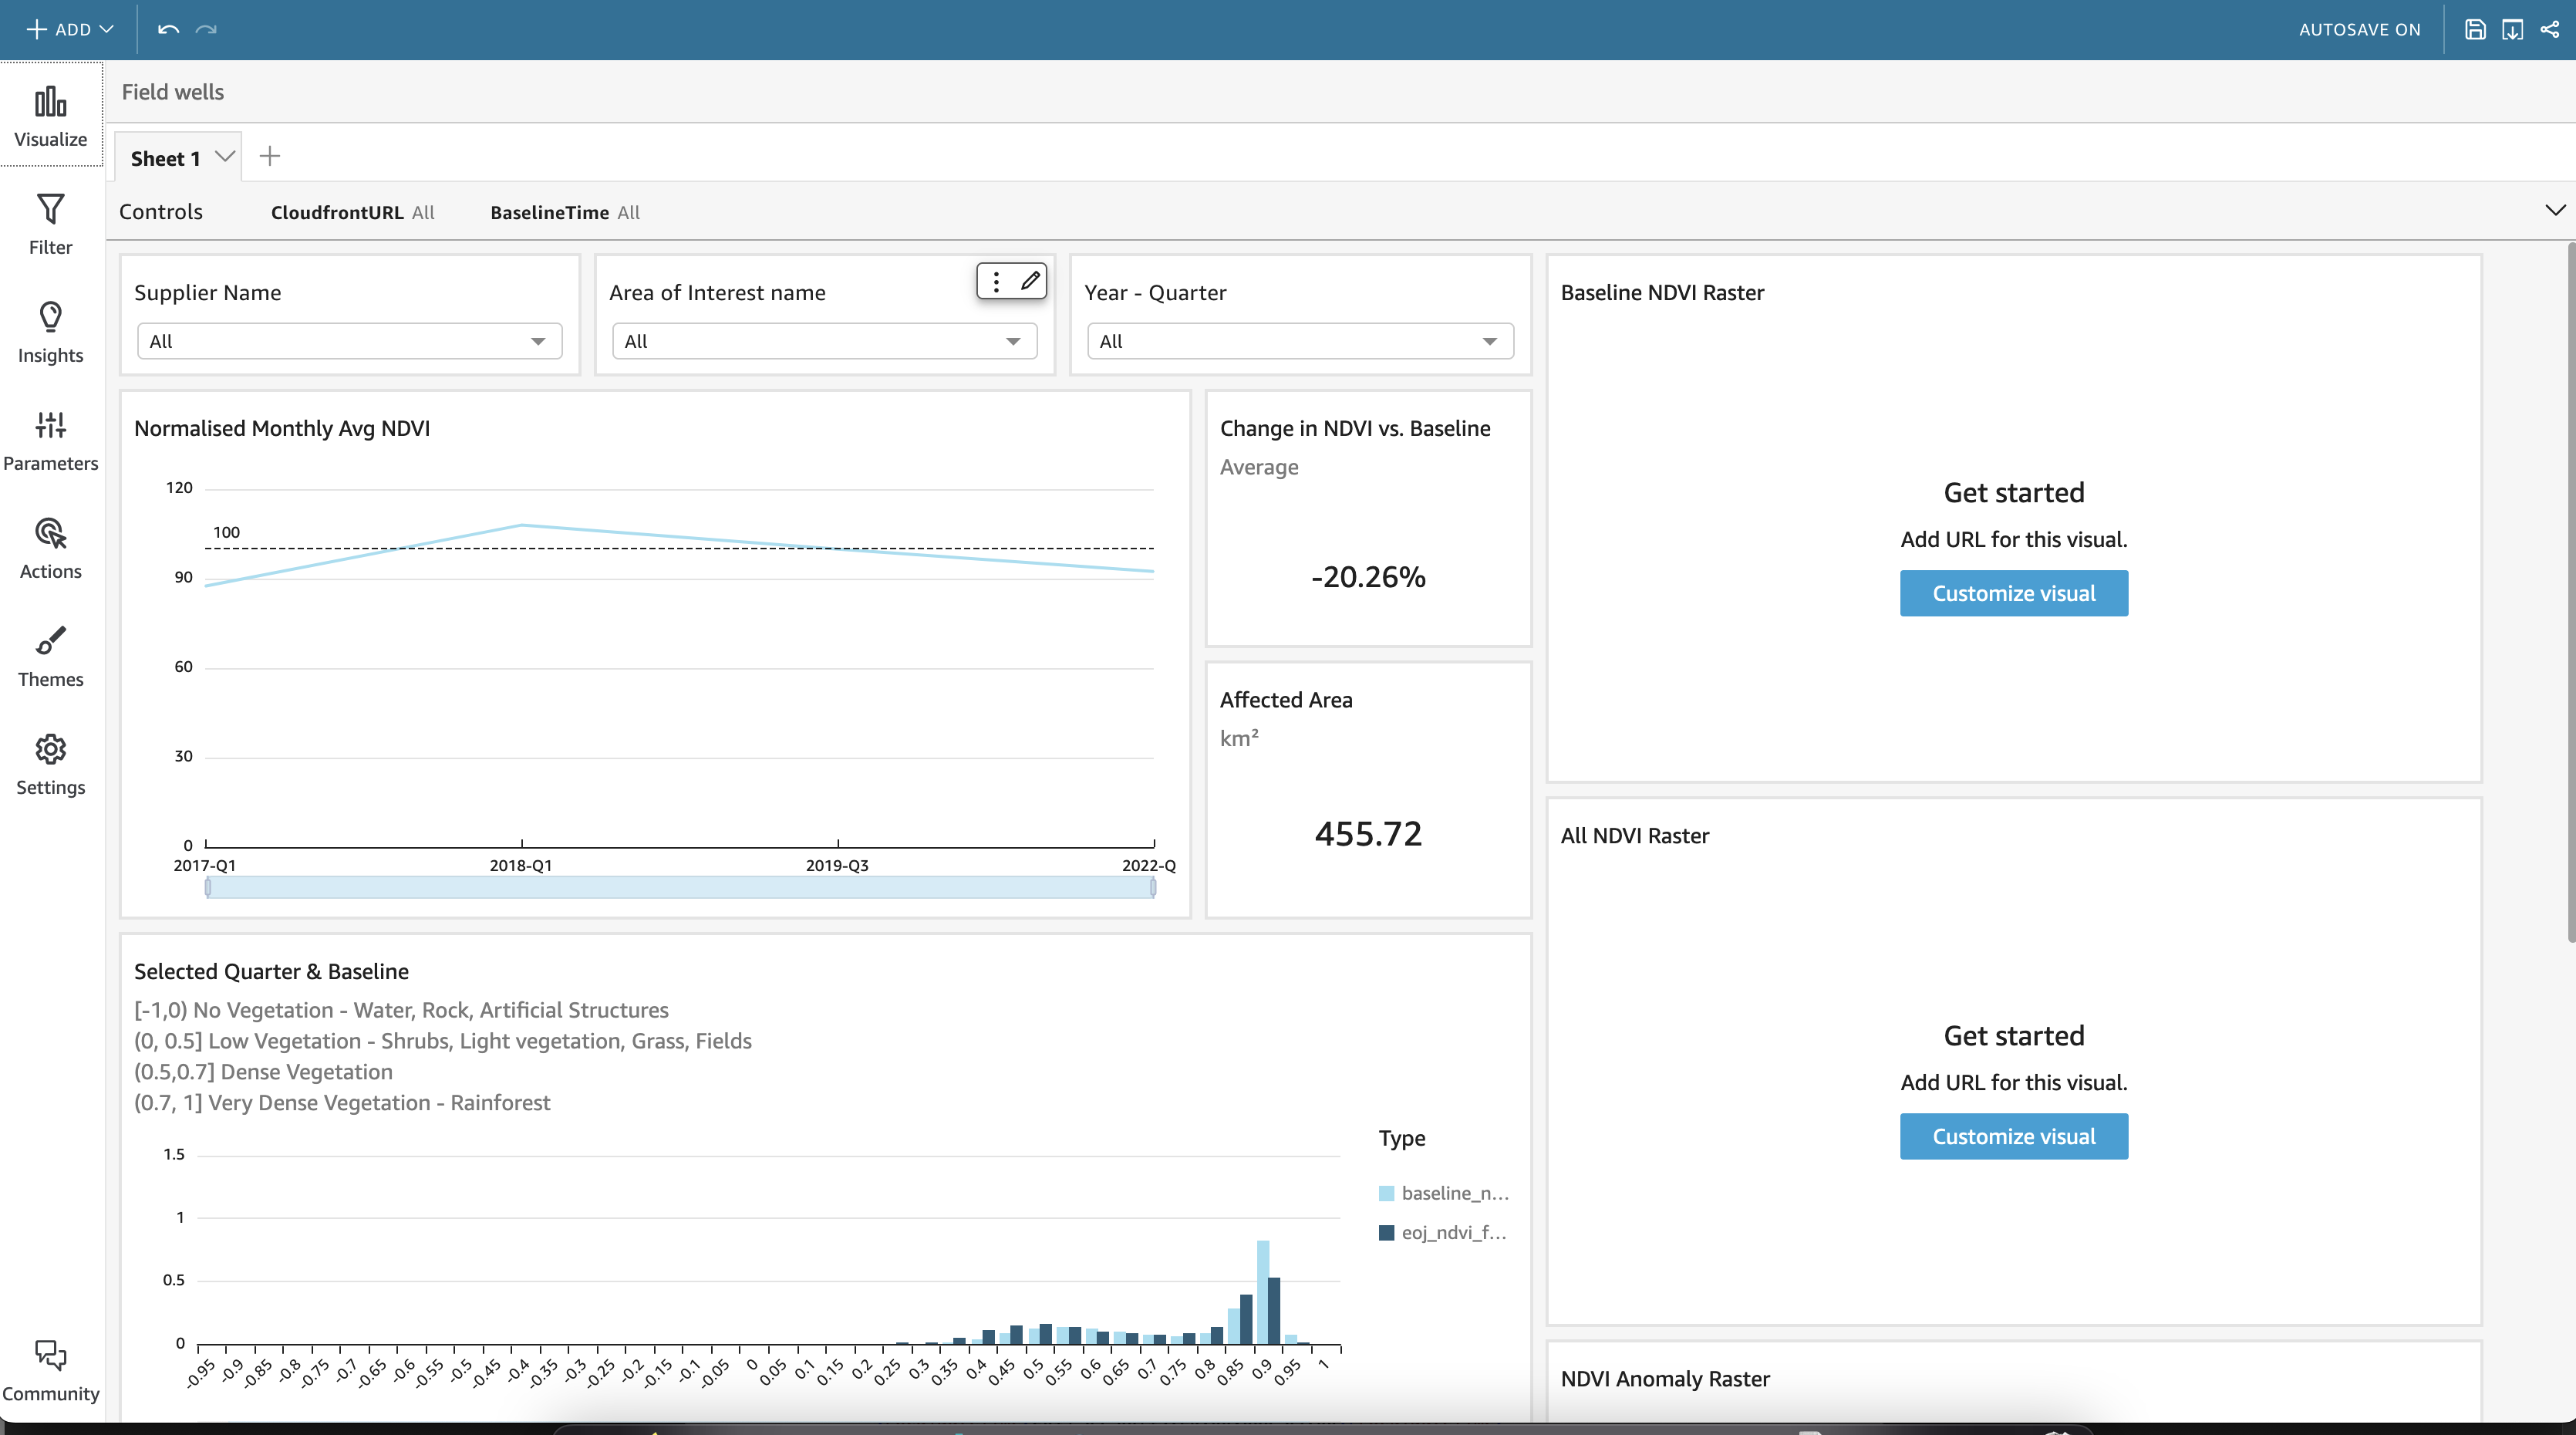 ADD
AUTOSAVE ON
Visualize
Filter
Insights
Parameters
Actions
Themes
Settings
Community
Field wells
Sheet 1
Controls CloudfrontURL All BaselineTime All
Supplier Name
All
Area of Interest name
All
Year - Quarter
All
Normalised Monthly Avg NDVI
120
100
90
60
30
0
2017-Q1 2018-Q1 2019-Q3 2022-Q
Change in NDVI vs. Baseline
Average
-20.26%
Affected Area
km²
455.72
Selected Quarter & Baseline
[-1,0) No Vegetation - Water, Rock, Artificial Structures
(0, 0.5] Low Vegetation - Shrubs, Light vegetation, Grass, Fields
(0.5,0.7] Dense Vegetation
(0.7, 1] Very Dense Vegetation - Rainforest
1.5
1
0.5
0
-0.95 -0.9 -0.85 -0.8 -0.75 -0.7 -0.65 -0.6 -0.55 -0.5 -0.45 -0.4 -0.35 -0.3 -0.25 -0.2 -0.15 -0.1 -0.05 0 0.05 0.1 0.15 0.2 0.25 0.3 0.35 0.4 0.45 0.5 0.55 0.6 0.65 0.7 0.75 0.8 0.85 0.9 0.95 1
Type
baseline_n...
eoj_ndvi_f...
Baseline NDVI Raster
Get started
Add URL for this visual.
Customize visual
All NDVI Raster
Get started
Add URL for this visual.
Customize visual
NDVI Anomaly Raster